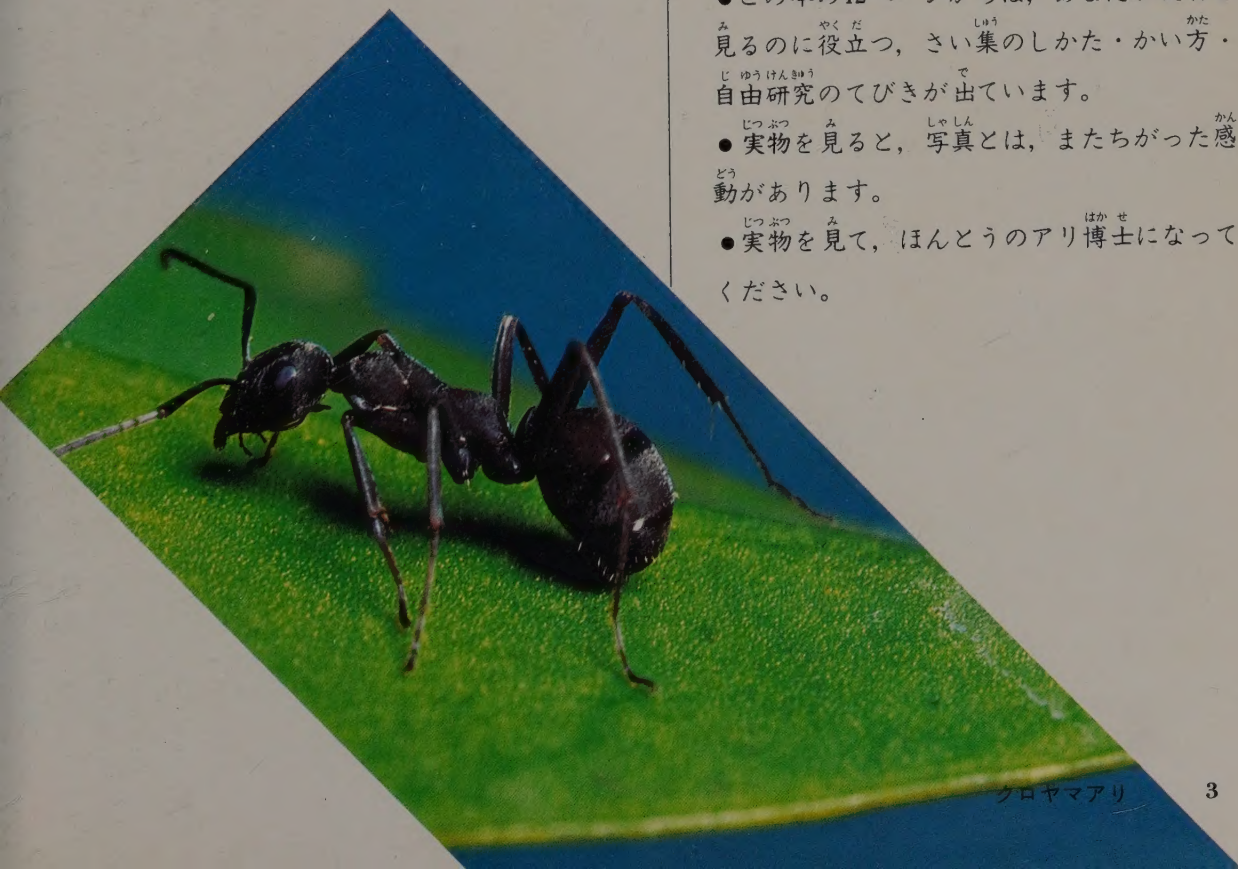 見るのに役立つ，さい集のしかた・かい方・
自由研究のてびきが出ています。
●実物を見ると，写真とは，またちがった感
動があります。
●実物を見て，ほんとうのアリ博士になって
ください。
クロヤマアリ
3